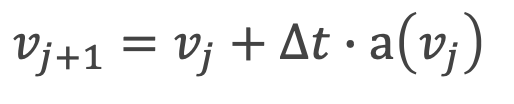 v_{j+1} = v_j + Δt · a(v_j)